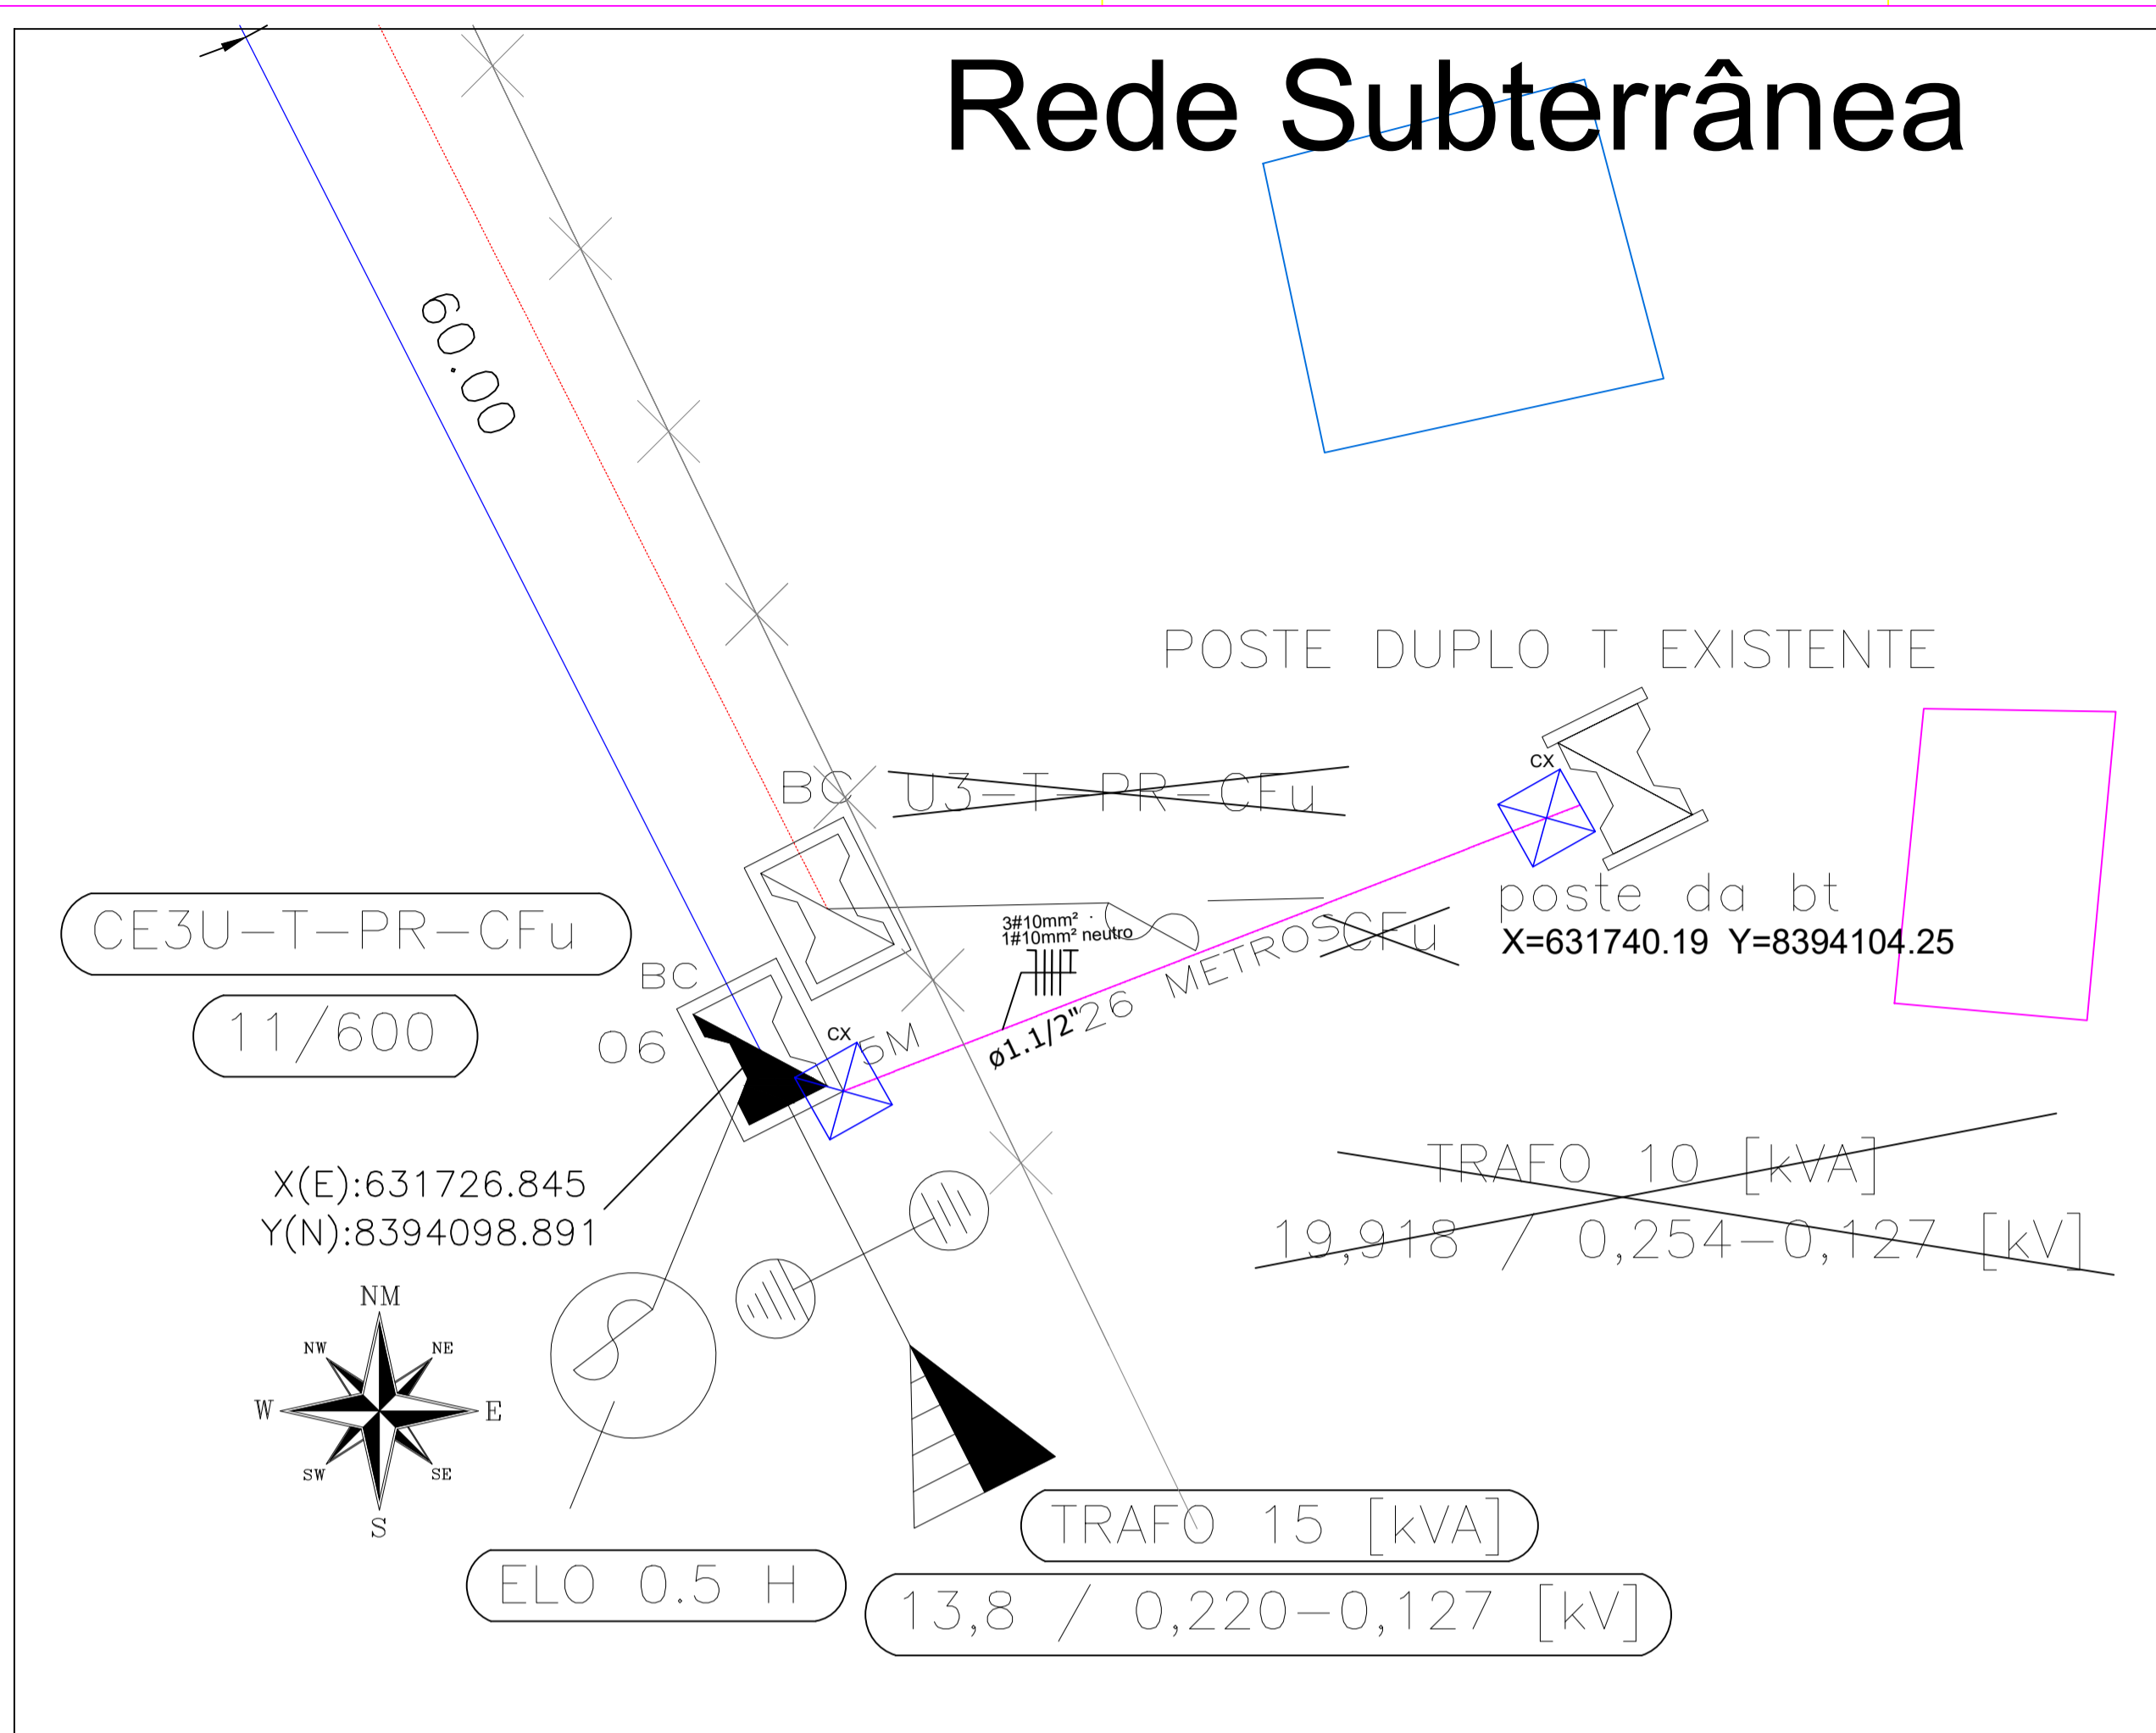 Rede Subterrânea
60.00
POSTE DUPLO T EXISTENTE
CX
BC U3-T-PR-CFu
poste da bt
X=631740.19 Y=8394104.25
3#10mm²
1#10mm² neutro
CFu
CE3U-T-PR-CFu
BC
11/600
06
CX
5M
ø1.1/2"
26 METROS
X(E):631726.845
Y(N):8394098.891
TRAFO 10 [kVA]
19,918 / 0,254-0,127 [kV]
NM
NW
NE
W
E
SW
SE
S
TRAFO 15 [kVA]
ELO 0.5 H
13,8 / 0,220-0,127 [kV]